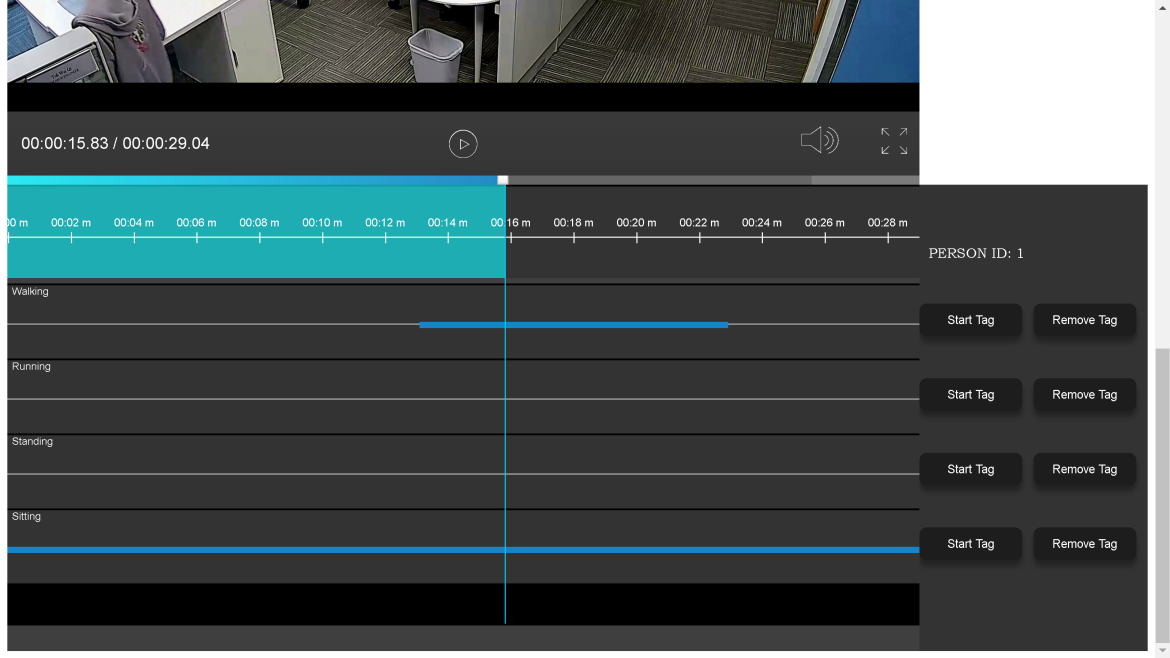 00:00:15.83 / 00:00:29.04
00 m 00:02 m 00:04 m 00:06 m 00:08 m 00:10 m 00:12 m 00:14 m 00:16 m 00:18 m 00:20 m 00:22 m 00:24 m 00:26 m 00:28 m
PERSON ID: 1
Walking
Start Tag Remove Tag
Running
Start Tag Remove Tag
Standing
Start Tag Remove Tag
Sitting
Start Tag Remove Tag